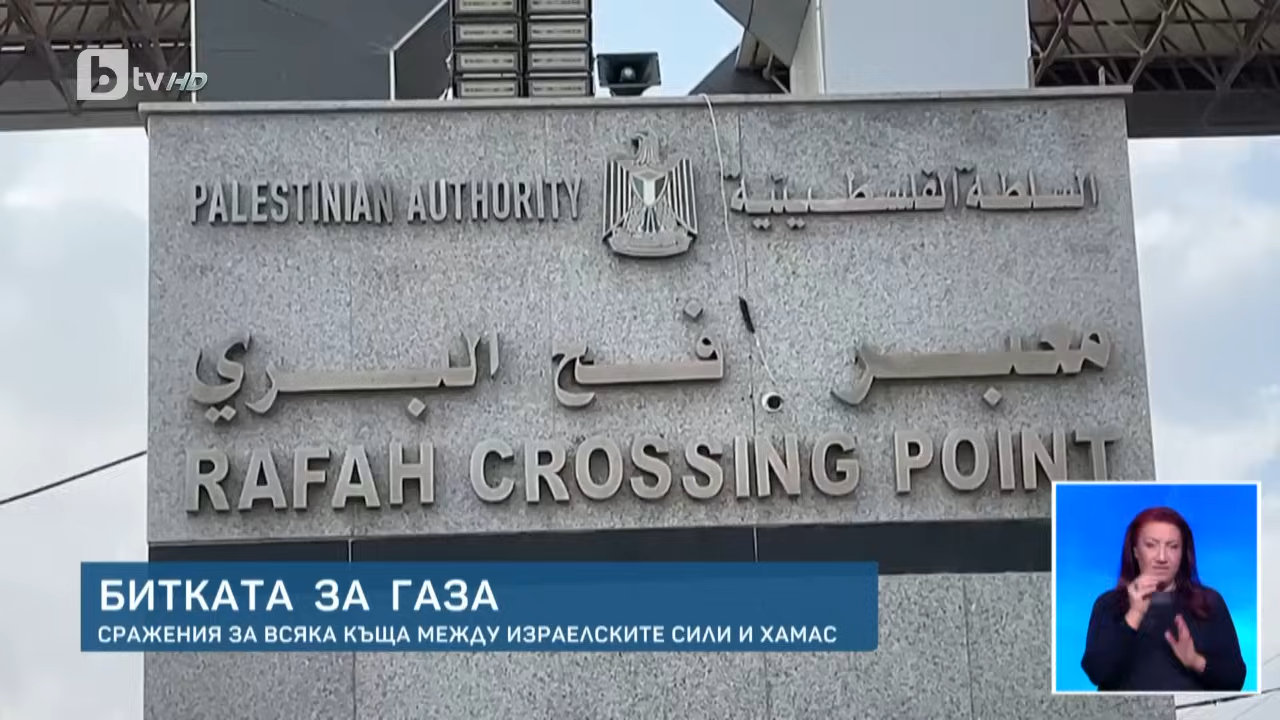 btv HD
PALESTINIAN AUTHORITY السلطة الفلسطينية
معبر رفح البري
RAFAH CROSSING POINT
БИТКАТА ЗА ГАЗА
СРАЖЕНИЯ ЗА ВСЯКА КЪЩА МЕЖДУ ИЗРАЕЛСКИТЕ СИЛИ И ХАМАС